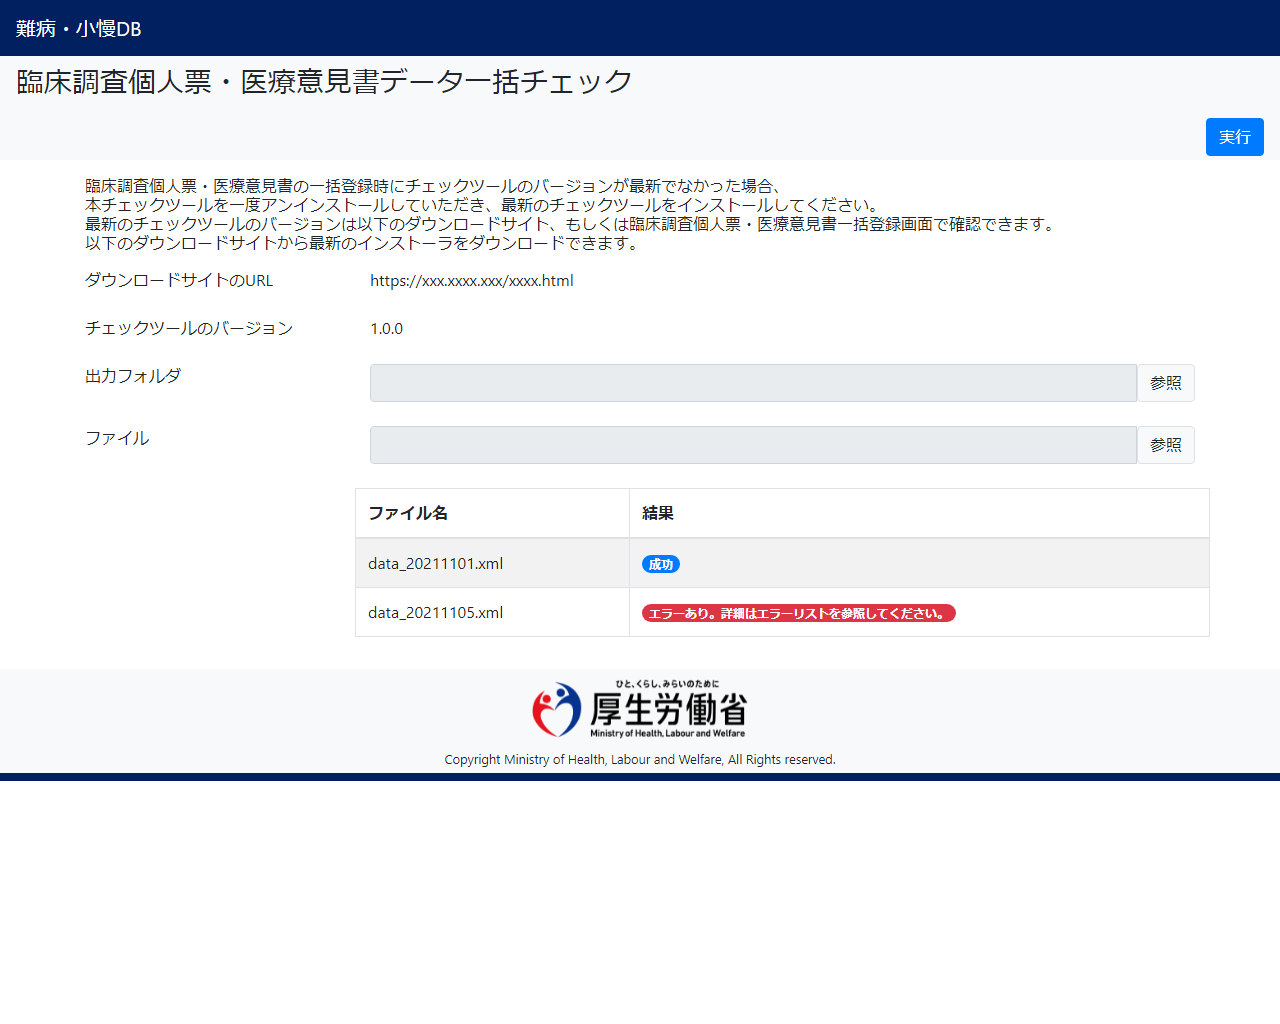 難病・小慢DB
臨床調査個人票・医療意見書データ一括チェック
実行
臨床調査個人票・医療意見書の一括登録時にチェックツールのバージョンが最新でなかった場合、
本チェックツールを一度アンインストールしていただき、最新のチェックツールをインストールしてください。
最新のチェックツールのバージョンは以下のダウンロードサイト、もしくは臨床調査個人票・医療意見書一括登録画面で確認できます。
以下のダウンロードサイトから最新のインストーラをダウンロードできます。
ダウンロードサイトのURL https://xxx.xxxx.xxx/xxxx.html
チェックツールのバージョン 1.0.0
出力フォルダ 参照
ファイル 参照
ファイル名 結果
data_20211101.xml 成功
data_20211105.xml エラーあり。詳細はエラーリストを参照してください。
ひと、くらし、みらいのために
厚生労働省
Ministry of Health, Labour and Welfare
Copyright Ministry of Health, Labour and Welfare, All Rights reserved.